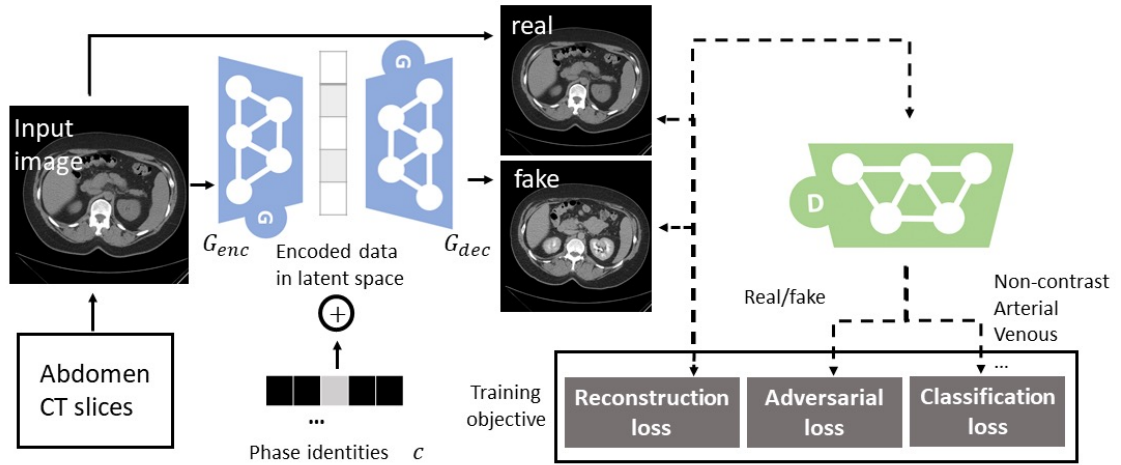 real
Input
image
G
G
fake
D
G_enc
Encoded data
in latent space
G_dec
+
Real/fake
Non-contrast
Arterial
Venous
...
Abdomen
CT slices
...
Phase identities c
Training
objective
Reconstruction
loss
Adversarial
loss
Classification
loss